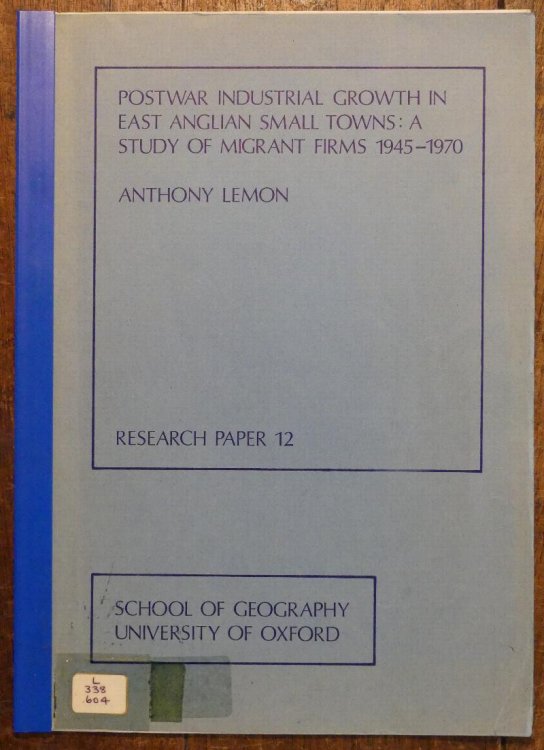 POSTWAR INDUSTRIAL GROWTH IN
EAST ANGLIAN SMALL TOWNS: A
STUDY OF MIGRANT FIRMS 1945–1970
ANTHONY LEMON
RESEARCH PAPER 12
SCHOOL OF GEOGRAPHY
UNIVERSITY OF OXFORD
L
338
604